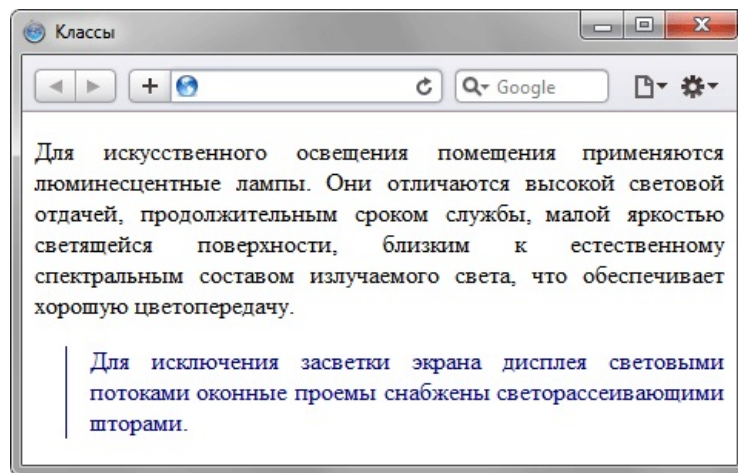 Классы
Google
Для искусственного освещения помещения применяются
люминесцентные лампы. Они отличаются высокой световой
отдачей, продолжительным сроком службы, малой яркостью
светящейся поверхности, близким к естественному
спектральным составом излучаемого света, что обеспечивает
хорошую цветопередачу.
Для исключения засветки экрана дисплея световыми
потоками оконные проемы снабжены светорассеивающими
шторами.